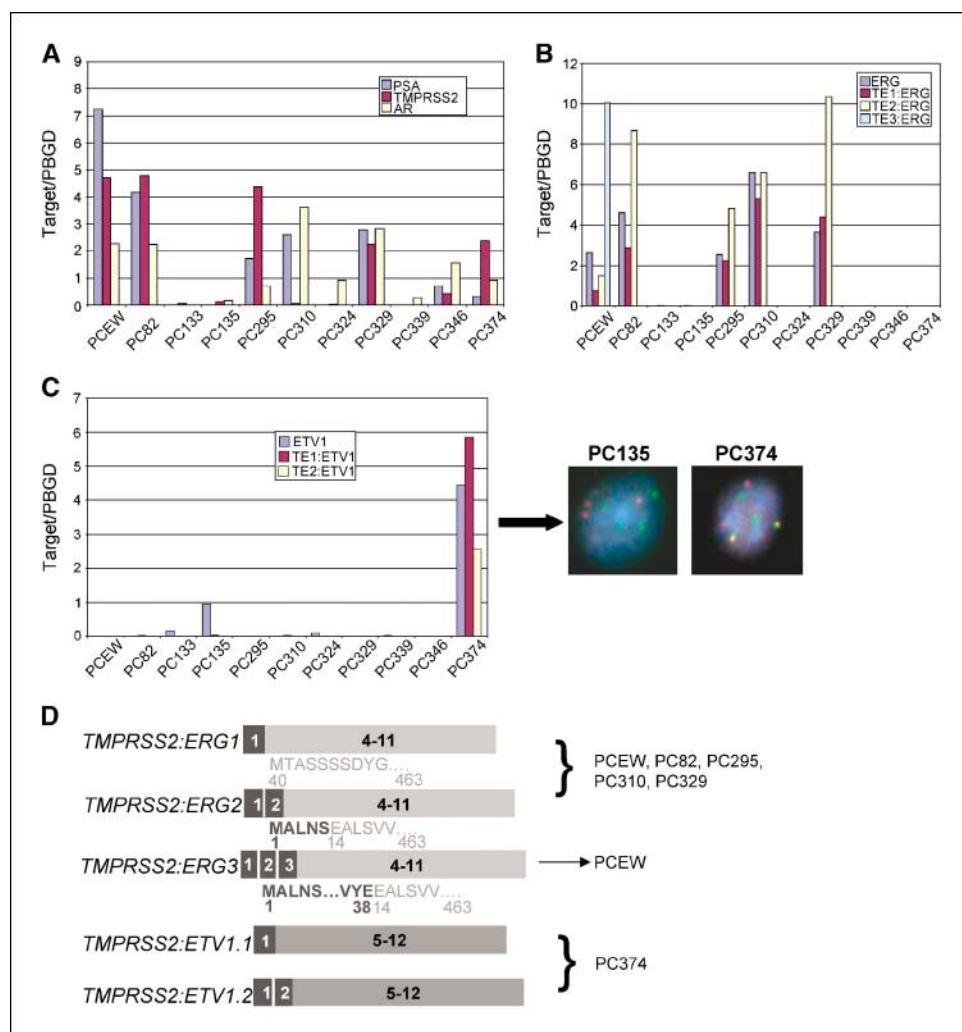 A
9
8
7
6
5
4
3
2
1
0
Target/PBGD
PSA
TMPRSS2
AR
PCEW
PC82
PC133
PC135
PC295
PC310
PC324
PC329
PC339
PC346
PC374
B
12
10
8
6
4
2
0
Target/PBGD
ERG
TE1:ERG
TE2:ERG
TE3:ERG
PCEW
PC82
PC133
PC135
PC295
PC310
PC324
PC329
PC339
PC346
PC374
C
7
6
5
4
3
2
1
0
Target/PBGD
ETV1
TE1:ETV1
TE2:ETV1
PCEW
PC82
PC133
PC135
PC295
PC310
PC324
PC329
PC339
PC346
PC374
PC135
PC374
D
TMPRSS2:ERG1 1 4-11
MTASSSSDYG....
40 463
PCEW, PC82, PC295,
PC310, PC329
TMPRSS2:ERG2 1 2 4-11
MALNSEALSVV....
1 14 463
TMPRSS2:ERG3 1 2 3 4-11
PCEW
MALNS...VYEEALSVV.....
1 38 14 463
TMPRSS2:ETV1.1 1 5-12
PC374
TMPRSS2:ETV1.2 1 2 5-12